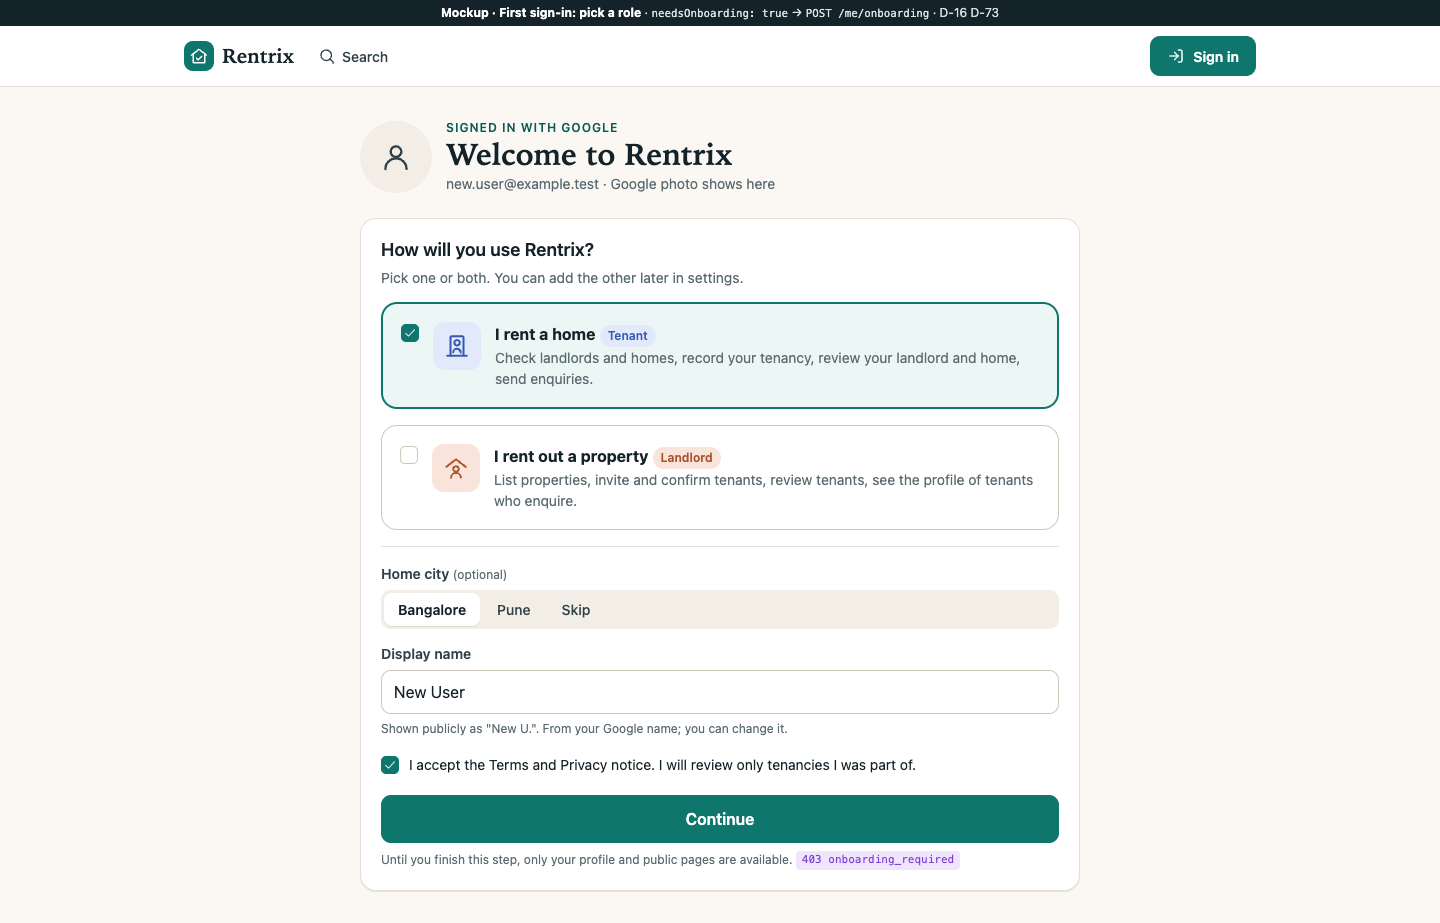 Mockup · First sign-in: pick a role · needsOnboarding: true → POST /me/onboarding · D-16 D-73
Rentrix
Search
Sign in
SIGNED IN WITH GOOGLE
Welcome to Rentrix
new.user@example.test · Google photo shows here
How will you use Rentrix?
Pick one or both. You can add the other later in settings.
I rent a home Tenant
Check landlords and homes, record your tenancy, review your landlord and home,
send enquiries.
I rent out a property Landlord
List properties, invite and confirm tenants, review tenants, see the profile of tenants
who enquire.
Home city (optional)
Bangalore Pune Skip
Display name
New User
Shown publicly as "New U.". From your Google name; you can change it.
I accept the Terms and Privacy notice. I will review only tenancies I was part of.
Continue
Until you finish this step, only your profile and public pages are available. 403 onboarding_required